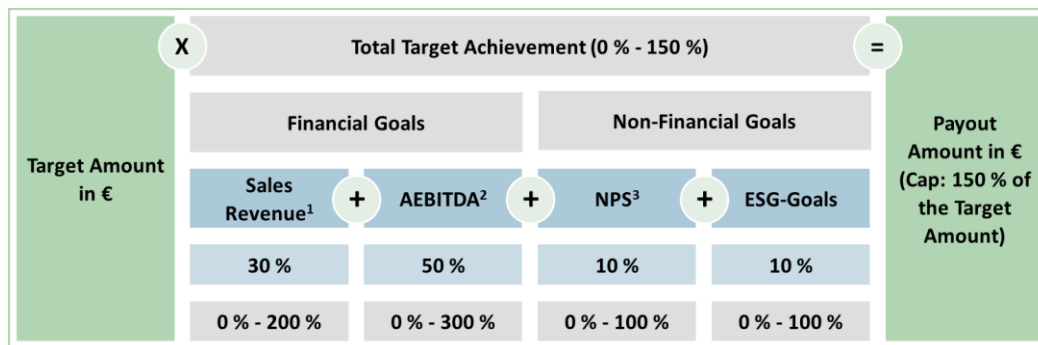 X
Total Target Achievement (0 % - 150 %)
=
Financial Goals
Non-Financial Goals
Target Amount
in €
Sales
Revenue¹
+
AEBITDA²
+
NPS³
+
ESG-Goals
30 %
50 %
10 %
10 %
0 % - 200 %
0 % - 300 %
0 % - 100 %
0 % - 100 %
Payout
Amount in €
(Cap: 150 % of
the Target
Amount)